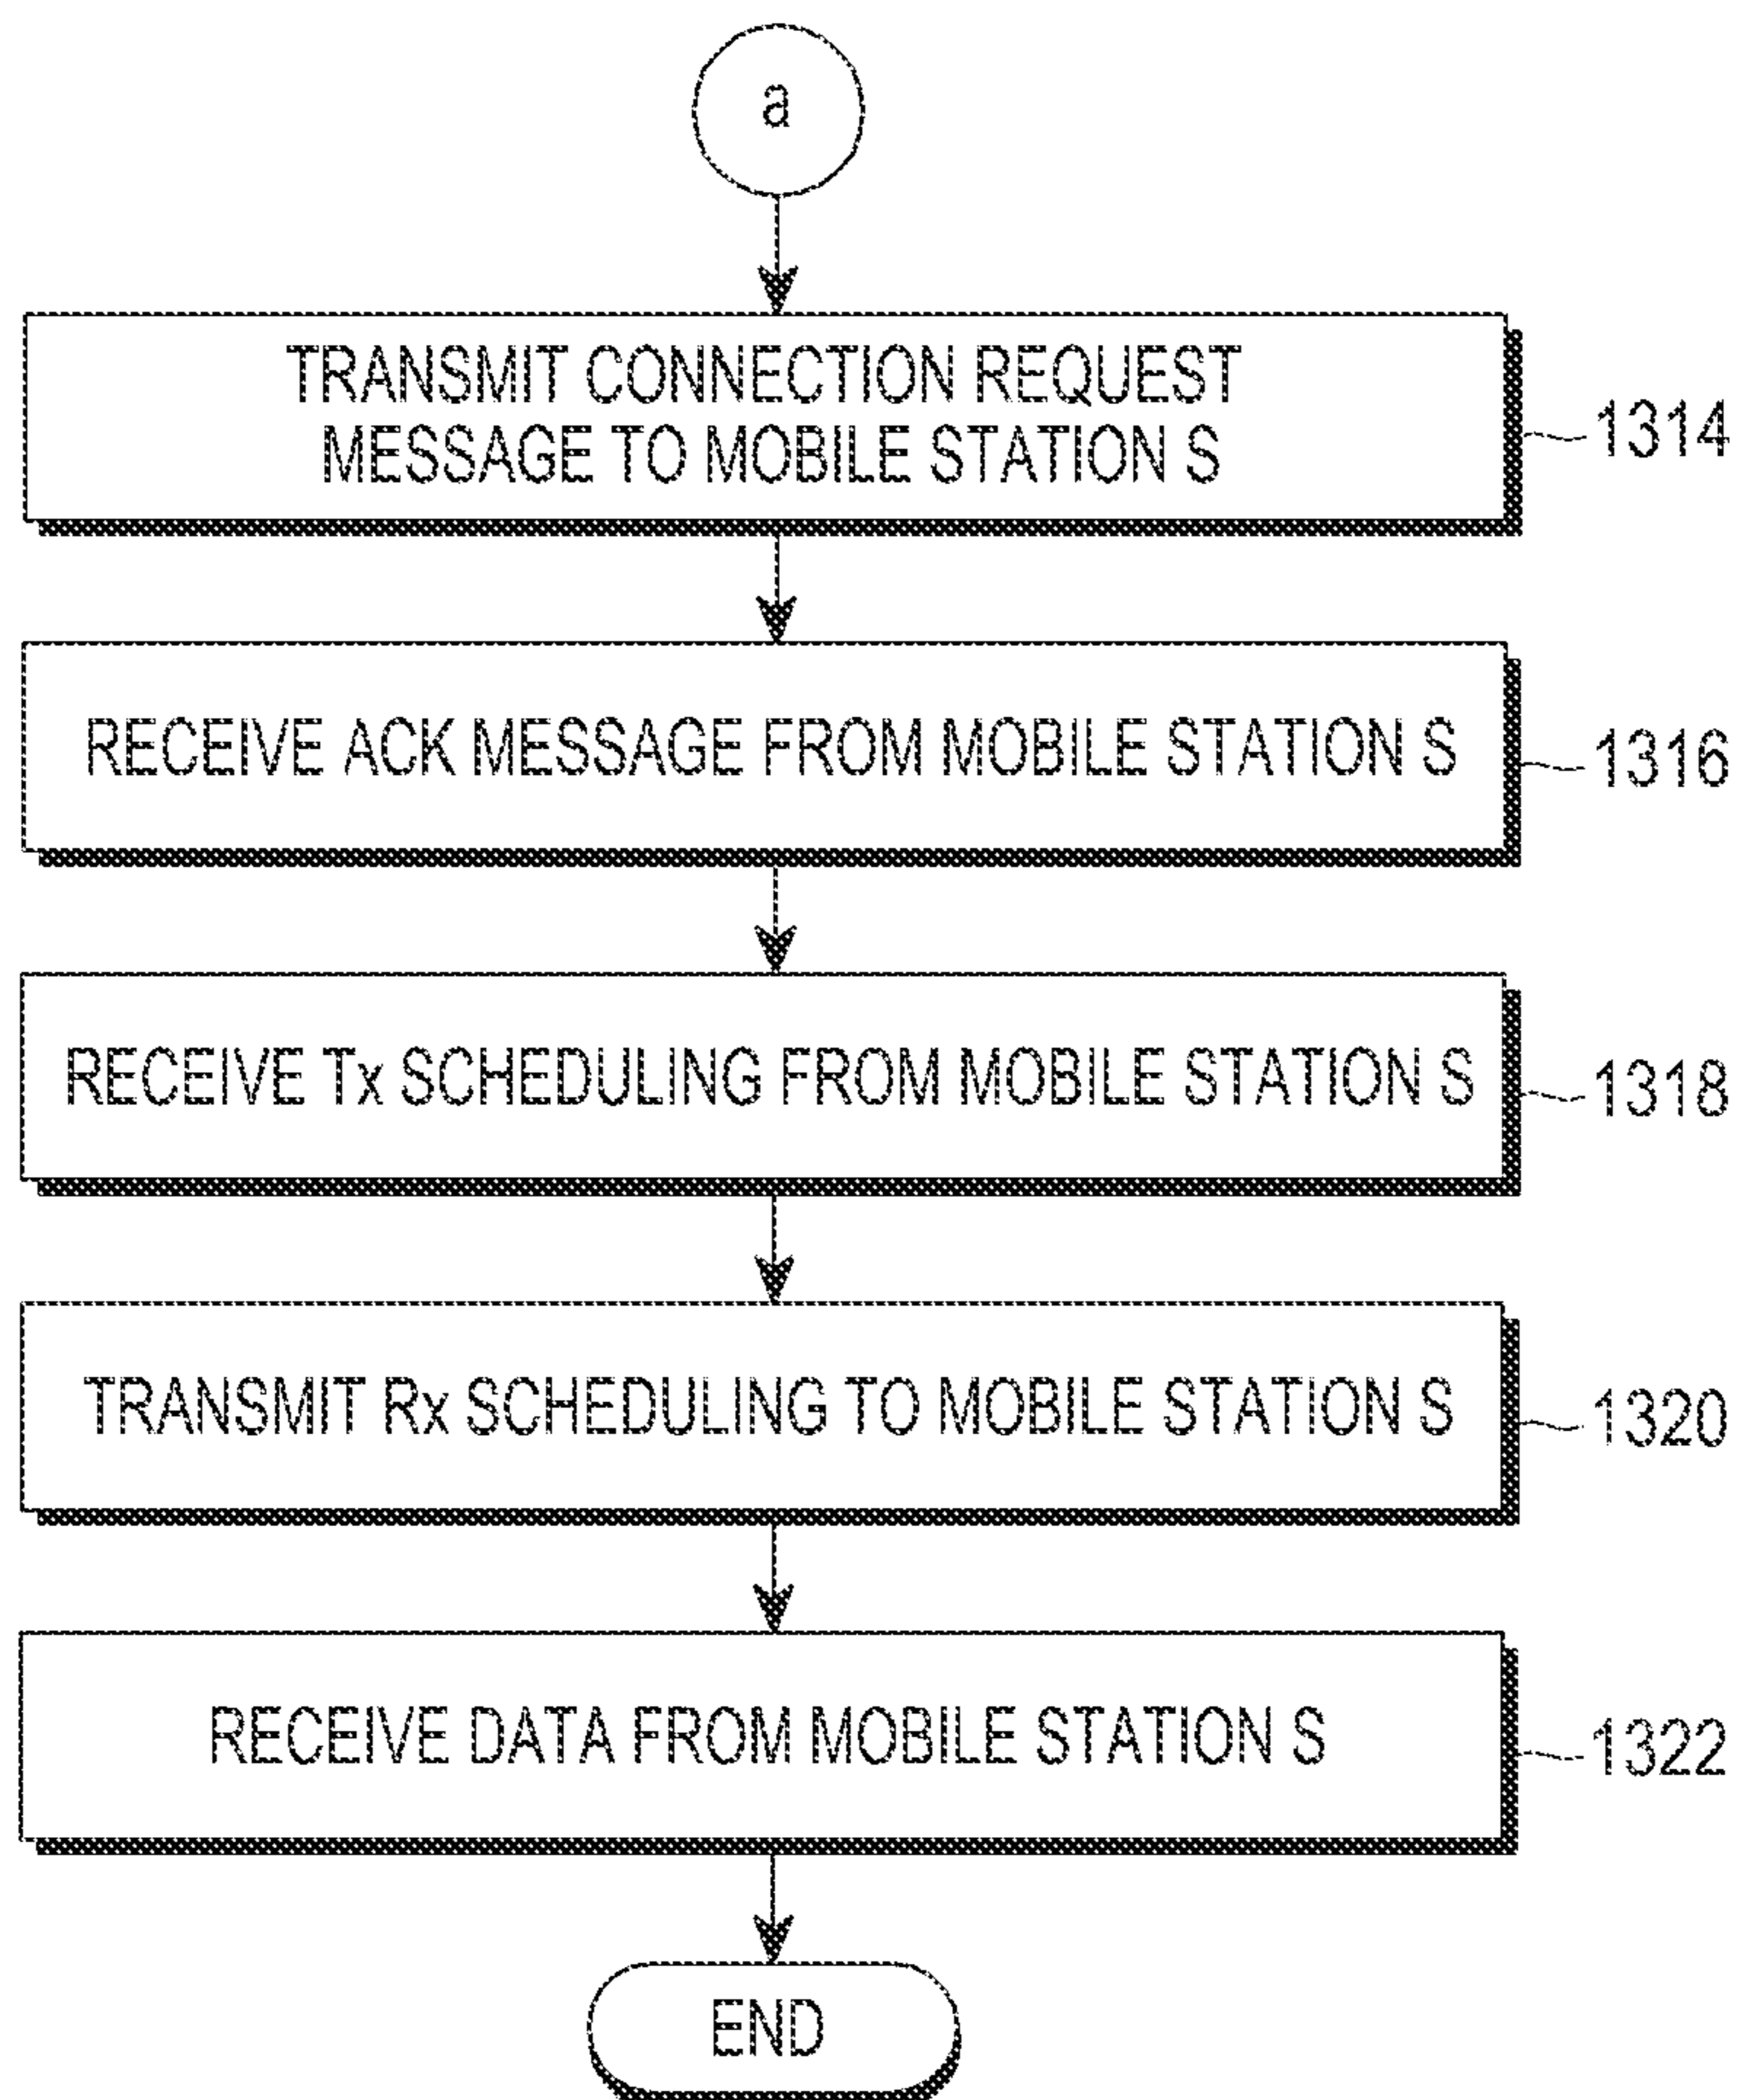 a
TRANSMIT CONNECTION REQUEST
MESSAGE TO MOBILE STATION S
1314
RECEIVE ACK MESSAGE FROM MOBILE STATION S
1316
RECEIVE Tx SCHEDULING FROM MOBILE STATION S
1318
TRANSMIT Rx SCHEDULING TO MOBILE STATION S
1320
RECEIVE DATA FROM MOBILE STATION S
1322
END